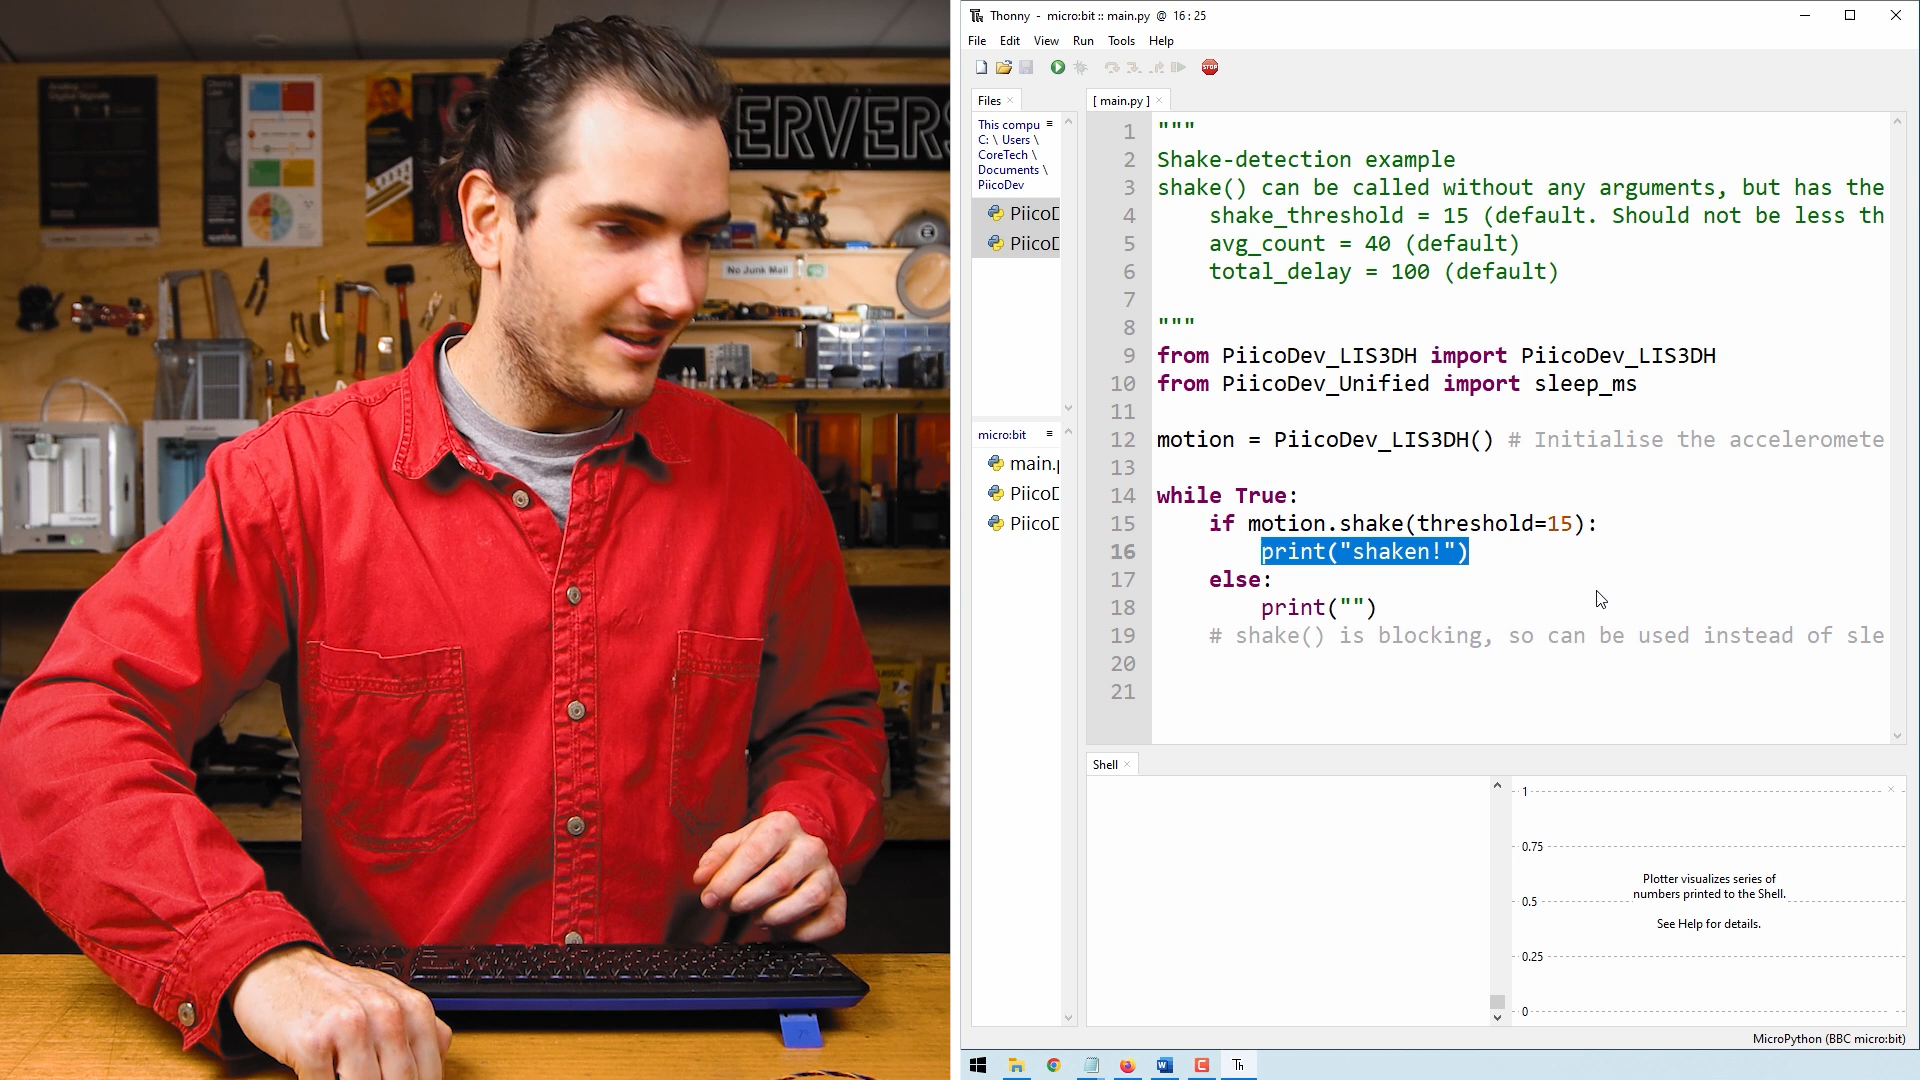 ERVERS
No Junk Mail
Thonny - micro:bit :: main.py @ 16 : 25
File Edit View Run Tools Help
STOP
Files
[ main.py ]
This compu
C: \ Users \
CoreTech \
Documents \
PiicoDev
PiicoD
PiicoD
micro:bit
main.p
PiicoD
PiicoD
1 """
2 Shake-detection example
3 shake() can be called without any arguments, but has the
4 shake_threshold = 15 (default. Should not be less th
5 avg_count = 40 (default)
6 total_delay = 100 (default)
7
8 """
9 from PiicoDev_LIS3DH import PiicoDev_LIS3DH
10 from PiicoDev_Unified import sleep_ms
11
12 motion = PiicoDev_LIS3DH() # Initialise the acceleromete
13
14 while True:
15 if motion.shake(threshold=15):
16 print("shaken!")
17 else:
18 print("")
19 # shake() is blocking, so can be used instead of sle
20
21
Shell
1
0.75
Plotter visualizes series of
numbers printed to the Shell.
0.5
See Help for details.
0.25
0
MicroPython (BBC micro:bit)
Th